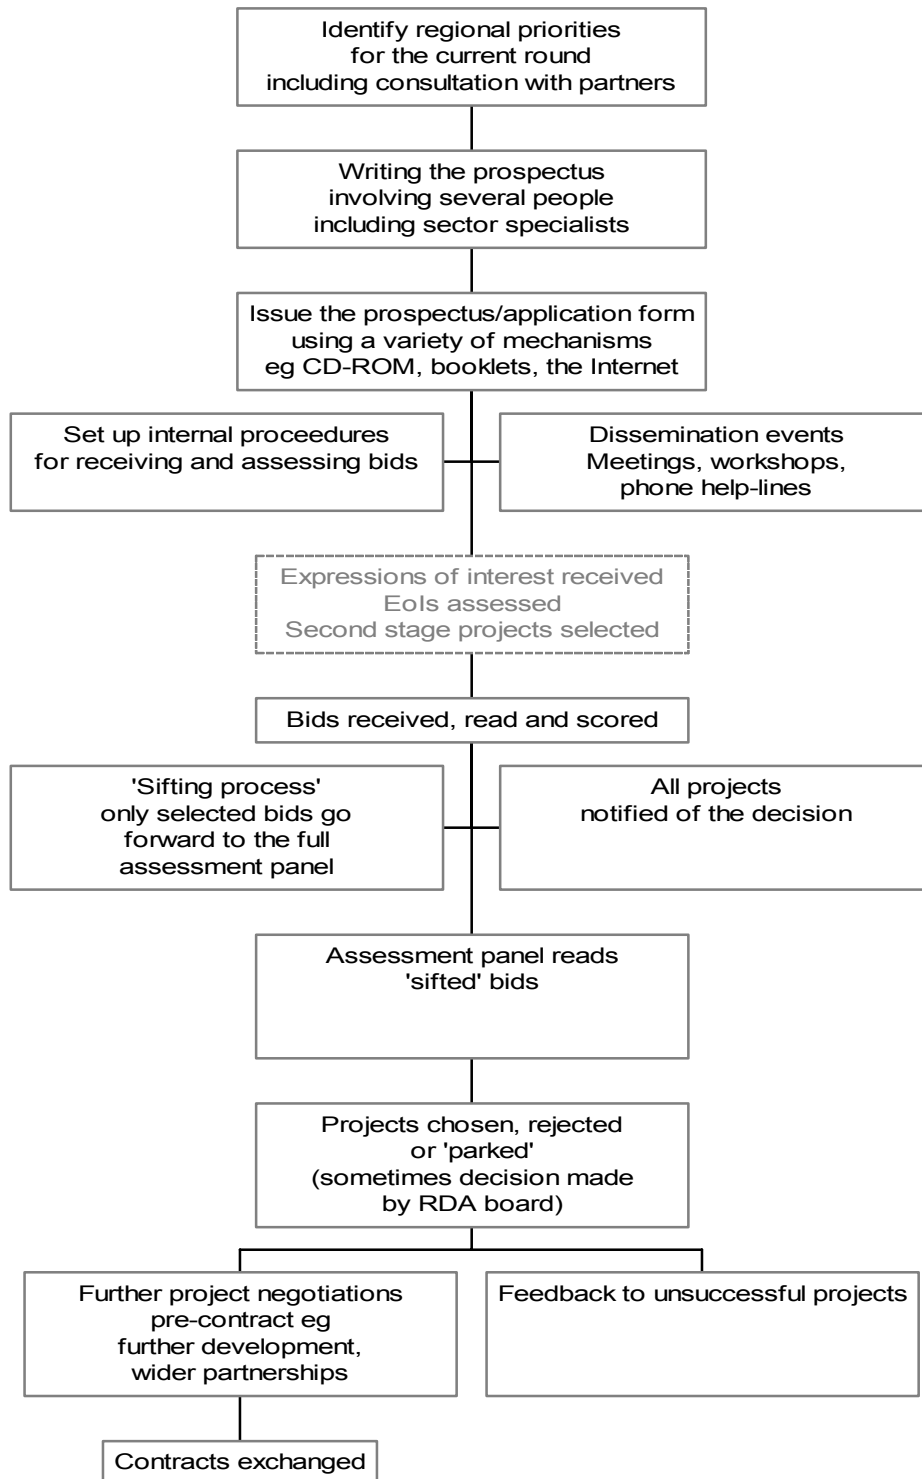 Identify regional priorities
for the current round
including consultation with partners
Writing the prospectus
involving several people
including sector specialists
Issue the prospectus/application form
using a variety of mechanisms
eg CD-ROM, booklets, the Internet
Set up internal proceedures
for receiving and assessing bids
Dissemination events
Meetings, workshops,
phone help-lines
Expressions of interest received
EoIs assessed
Second stage projects selected
Bids received, read and scored
'Sifting process'
only selected bids go
forward to the full
assessment panel
All projects
notified of the decision
Assessment panel reads
'sifted' bids
Projects chosen, rejected
or 'parked'
(sometimes decision made
by RDA board)
Further project negotiations
pre-contract eg
further development,
wider partnerships
Feedback to unsuccessful projects
Contracts exchanged